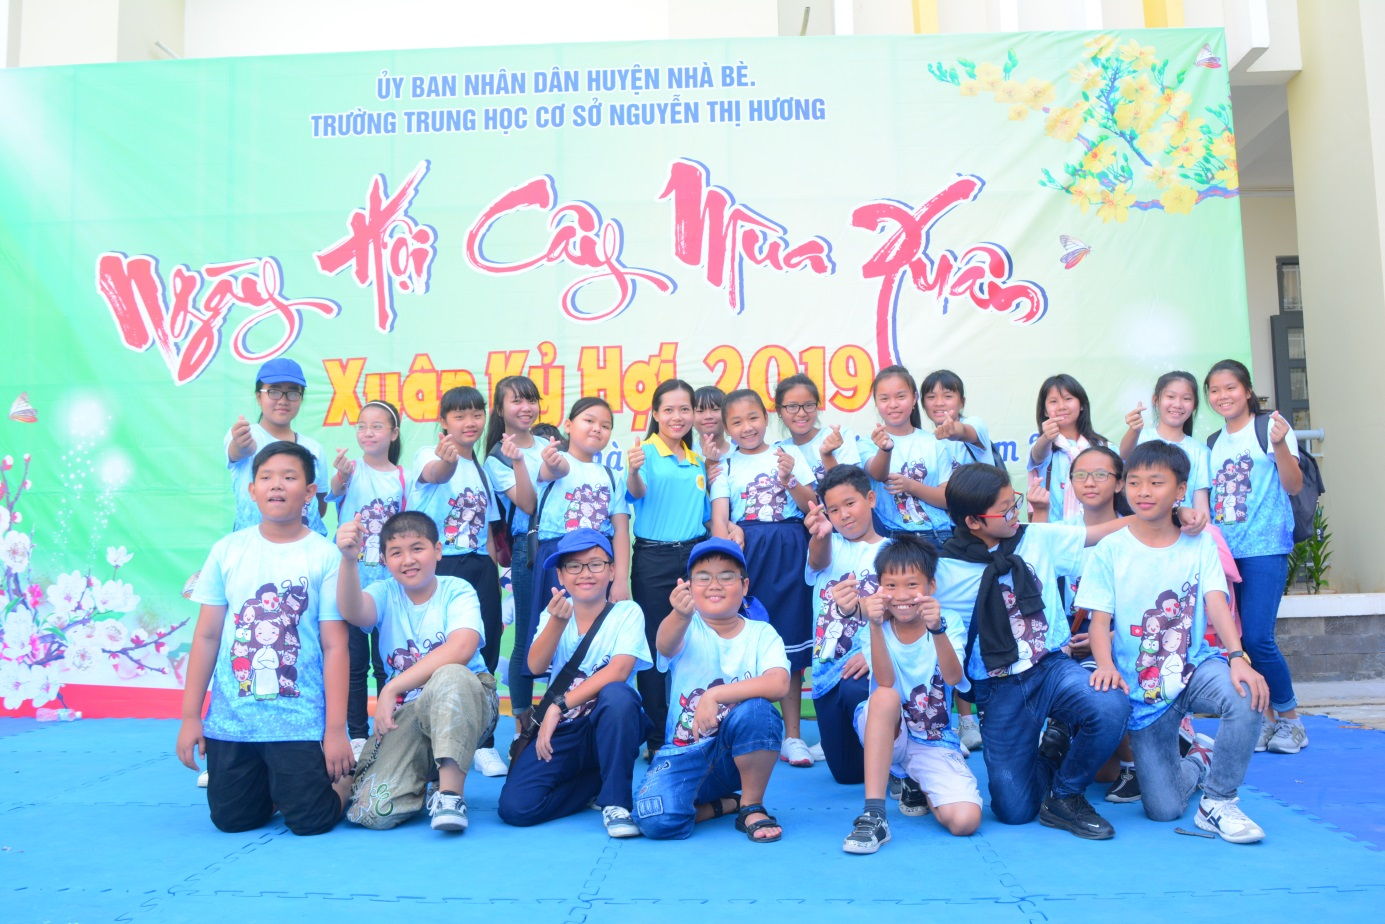 ỦY BAN NHÂN DÂN HUYỆN NHÀ BÈ.
TRƯỜNG TRUNG HỌC CƠ SỞ NGUYỄN THỊ HƯƠNG
Ngày Hội Cây Mùa Xuân
Xuân Kỷ Hợi 2019